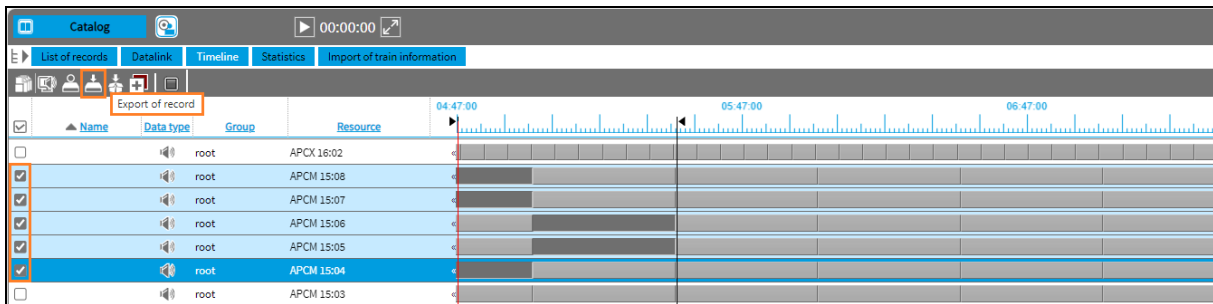 Catalog 00:00:00
List of records Datalink Timeline Statistics Import of train information
Export of record
04:47:00 05:47:00 06:47:00
Name Data type Group Resource
root APCX 16:02
root APCM 15:08
root APCM 15:07
root APCM 15:06
root APCM 15:05
root APCM 15:04
root APCM 15:03